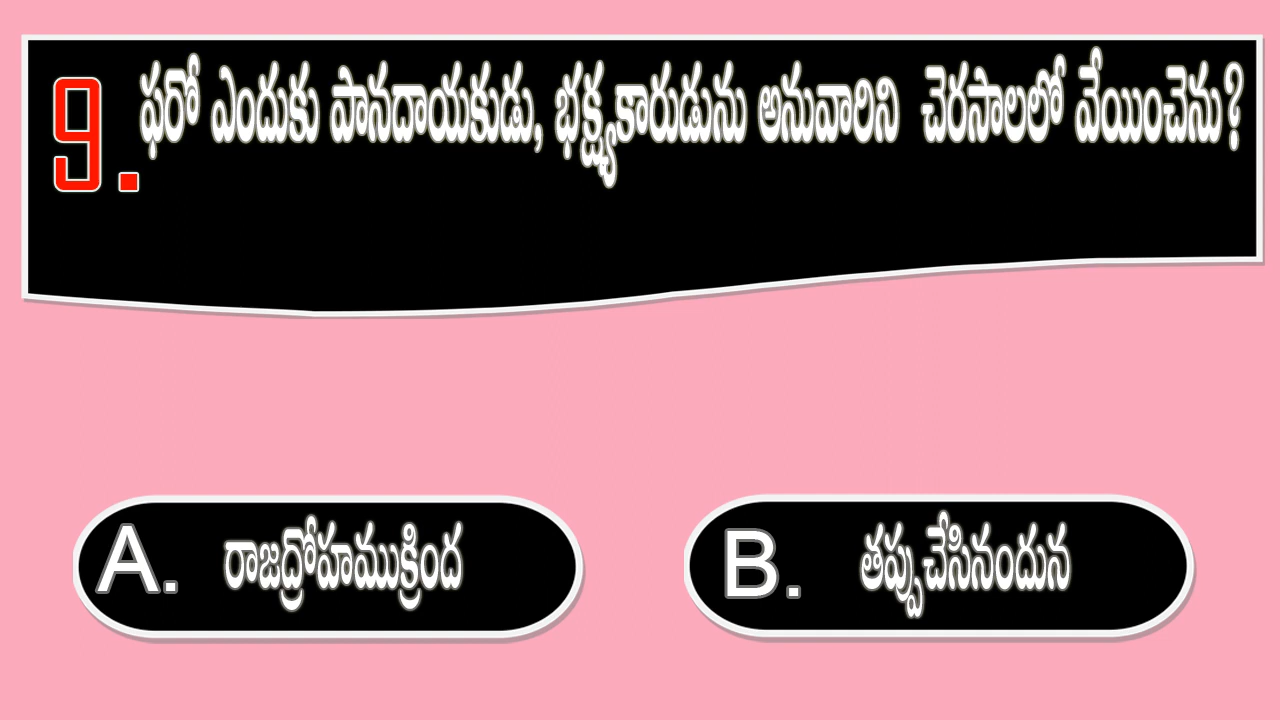 9. ఫరో ఎందుకు పానదాయకుడు, భక్ష్యకారుడును అనువారిని చెరసాలలో వేయించెను?
A. రాజద్రోహముక్రింద
B. తప్పుచేసినందున